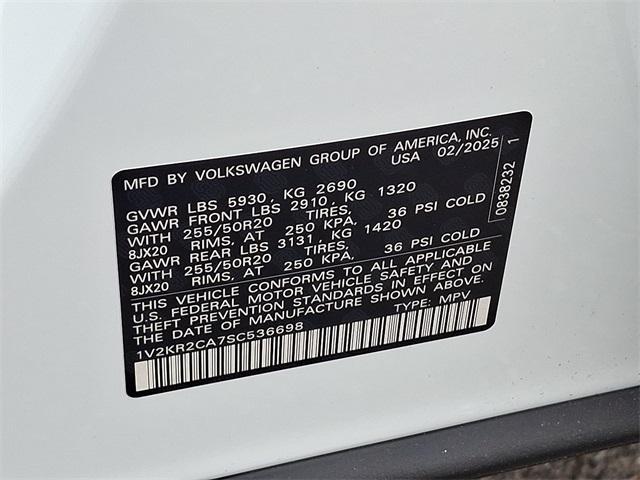 MFD BY VOLKSWAGEN GROUP OF AMERICA, INC.
USA 02/2025
GVWR LBS 5930, KG 2690
GAWR FRONT LBS 2910, KG 1320
WITH 255/50R20 TIRES,
8JX20 RIMS, AT 250 KPA, 36 PSI COLD
GAWR REAR LBS 3131, KG 1420
WITH 255/50R20 TIRES,
8JX20 RIMS, AT 250 KPA, 36 PSI COLD
THIS VEHICLE CONFORMS TO ALL APPLICABLE
U.S. FEDERAL MOTOR VEHICLE SAFETY AND
THEFT PREVENTION STANDARDS IN EFFECT ON
THE DATE OF MANUFACTURE SHOWN ABOVE.
1V2KR2CA7SC536698 TYPE: MPV
0838232 1